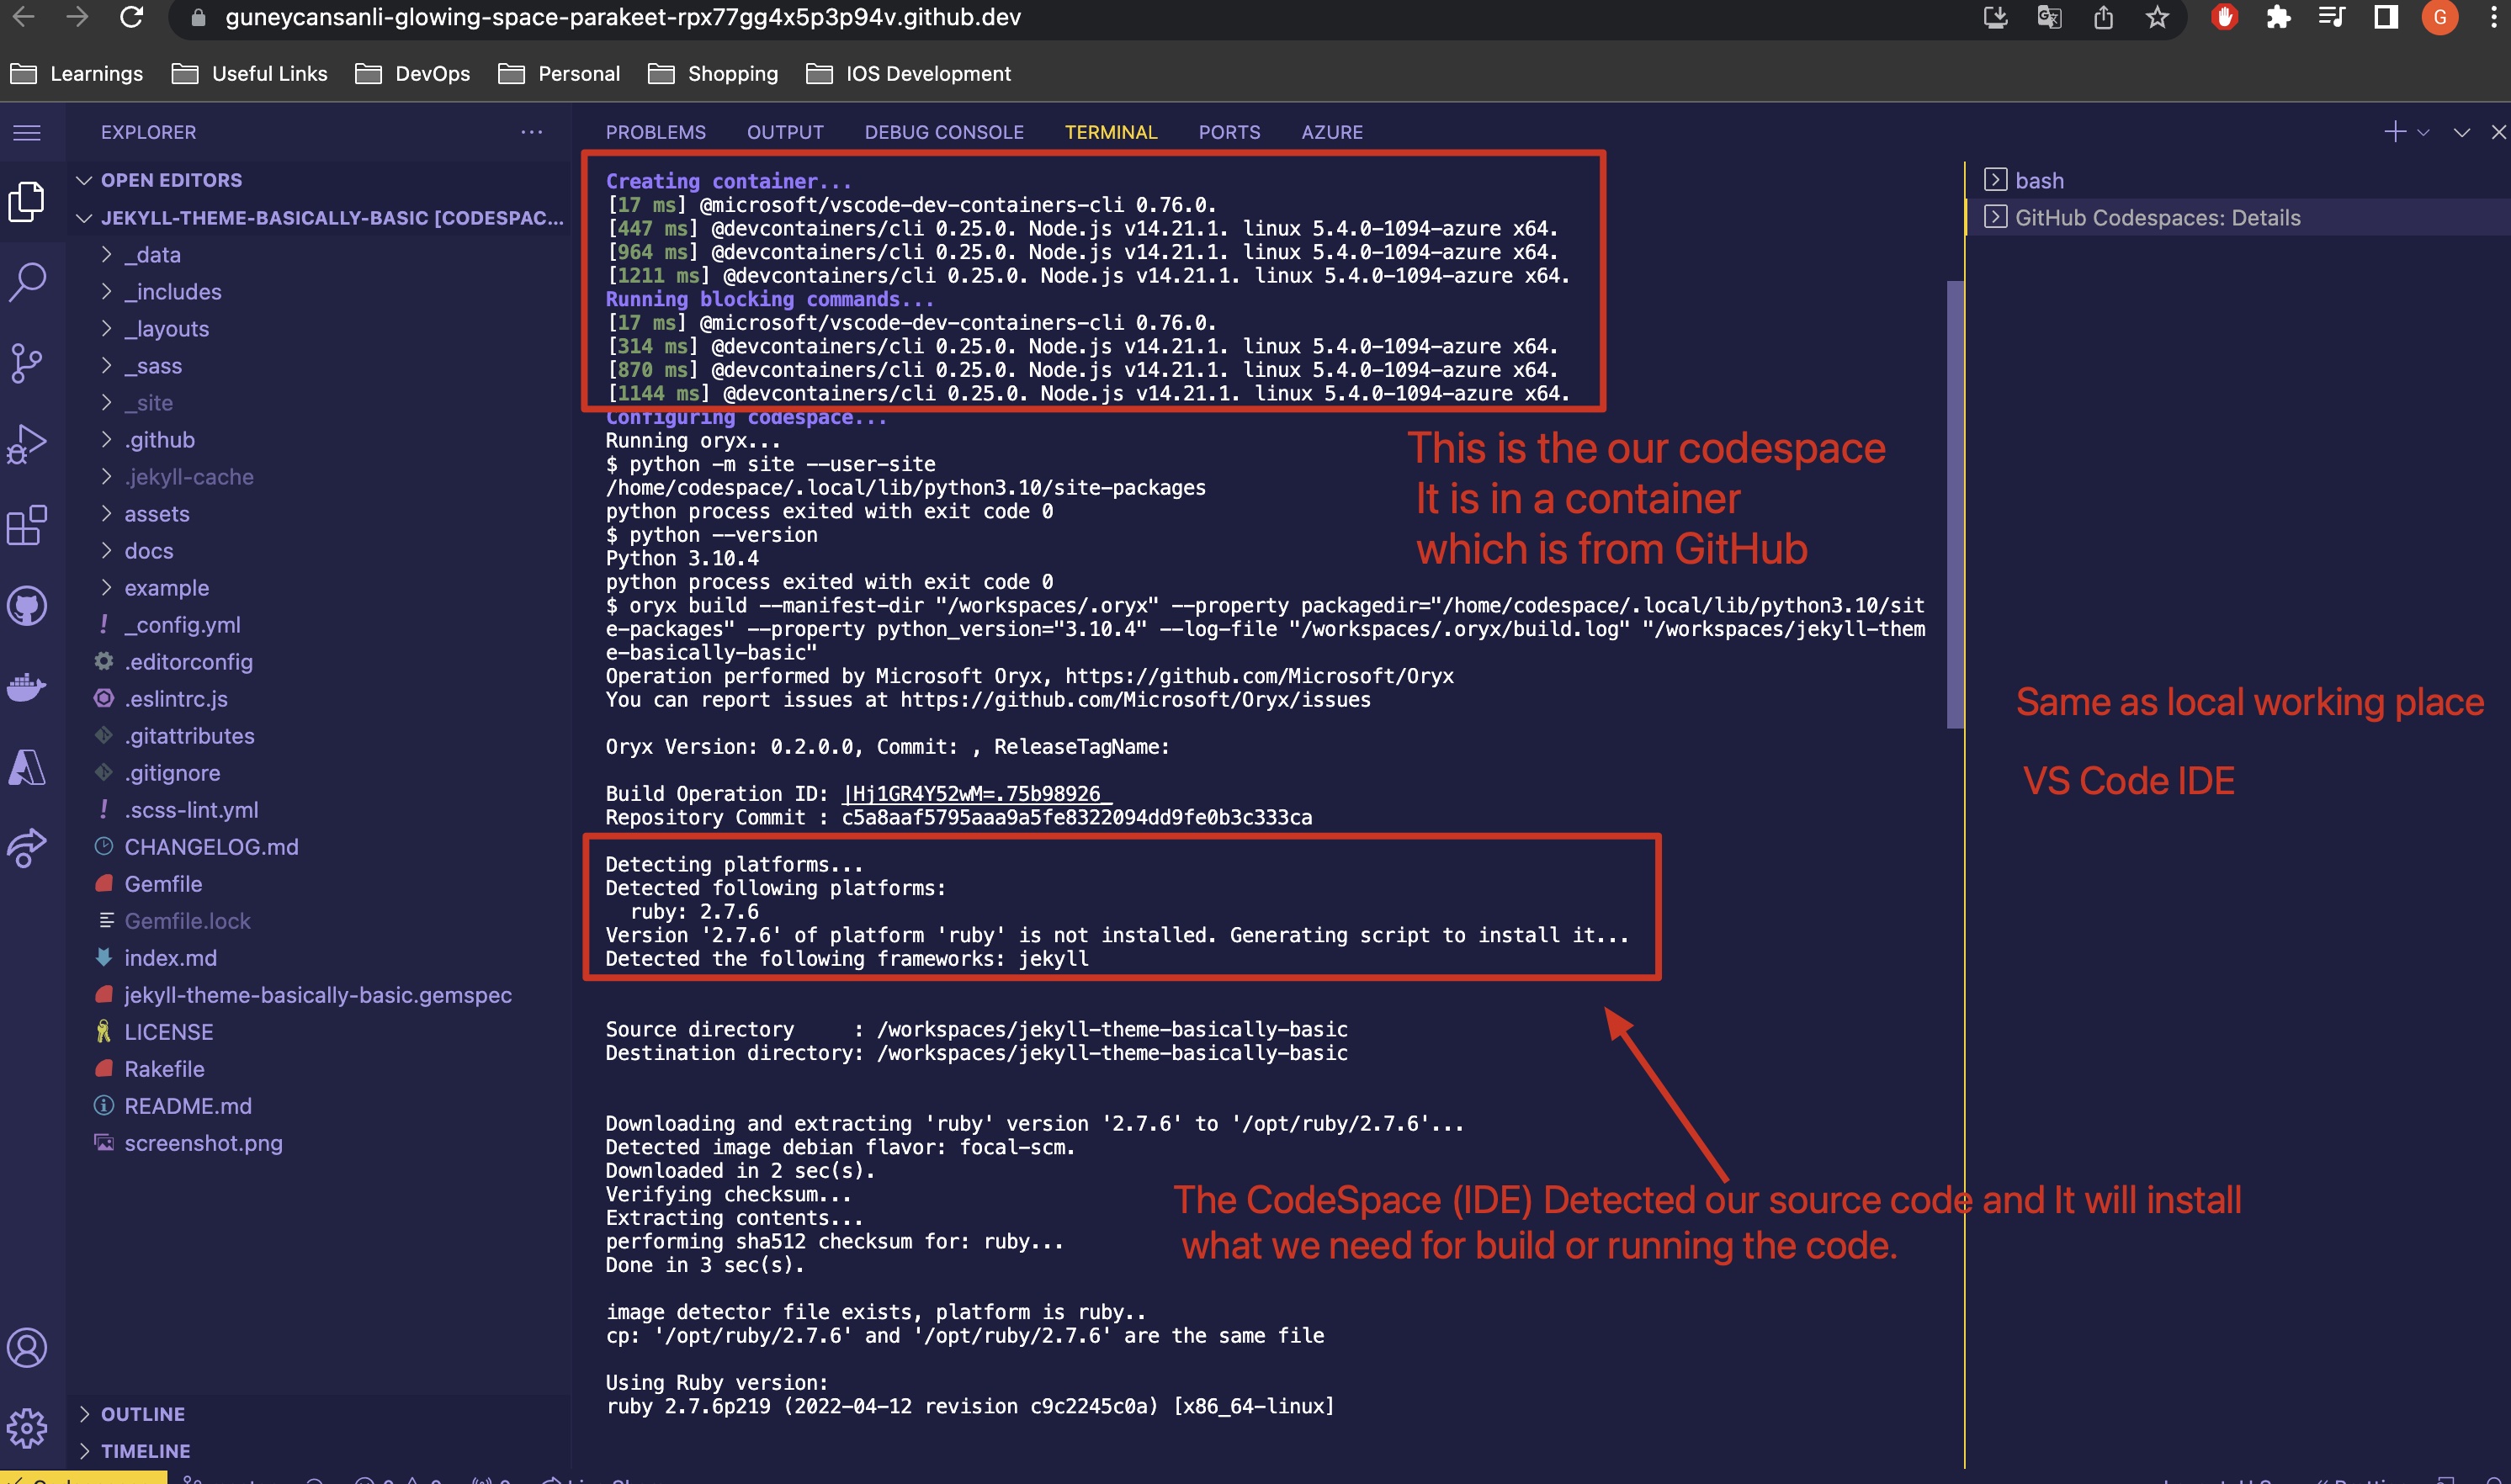 guneycansanli-glowing-space-parakeet-rpx77gg4x5p3p94v.github.dev
G
Learnings
Useful Links
DevOps
Personal
Shopping
IOS Development
EXPLORER
OPEN EDITORS
JEKYLL-THEME-BASICALLY-BASIC [CODESPAC...
_data
_includes
_layouts
_sass
_site
.github
.jekyll-cache
assets
docs
example
_config.yml
.editorconfig
.eslintrc.js
.gitattributes
.gitignore
.scss-lint.yml
CHANGELOG.md
Gemfile
Gemfile.lock
index.md
jekyll-theme-basically-basic.gemspec
LICENSE
Rakefile
README.md
screenshot.png
OUTLINE
TIMELINE
PROBLEMS
OUTPUT
DEBUG CONSOLE
TERMINAL
PORTS
AZURE
Creating container...
[17 ms] @microsoft/vscode-dev-containers-cli 0.76.0.
[447 ms] @devcontainers/cli 0.25.0. Node.js v14.21.1. linux 5.4.0-1094-azure x64.
[964 ms] @devcontainers/cli 0.25.0. Node.js v14.21.1. linux 5.4.0-1094-azure x64.
[1211 ms] @devcontainers/cli 0.25.0. Node.js v14.21.1. linux 5.4.0-1094-azure x64.
Running blocking commands...
[17 ms] @microsoft/vscode-dev-containers-cli 0.76.0.
[314 ms] @devcontainers/cli 0.25.0. Node.js v14.21.1. linux 5.4.0-1094-azure x64.
[870 ms] @devcontainers/cli 0.25.0. Node.js v14.21.1. linux 5.4.0-1094-azure x64.
[1144 ms] @devcontainers/cli 0.25.0. Node.js v14.21.1. linux 5.4.0-1094-azure x64.
Configuring codespace...
Running oryx...
$ python -m site --user-site
/home/codespace/.local/lib/python3.10/site-packages
python process exited with exit code 0
$ python --version
Python 3.10.4
python process exited with exit code 0
$ oryx build --manifest-dir "/workspaces/.oryx" --property packagedir="/home/codespace/.local/lib/python3.10/sit
e-packages" --property python_version="3.10.4" --log-file "/workspaces/.oryx/build.log" "/workspaces/jekyll-them
e-basically-basic"
Operation performed by Microsoft Oryx, https://github.com/Microsoft/Oryx
You can report issues at https://github.com/Microsoft/Oryx/issues
Oryx Version: 0.2.0.0, Commit: , ReleaseTagName:
Build Operation ID: |Hj1GR4Y52wM=.75b98926_
Repository Commit : c5a8aaf5795aaa9a5fe8322094dd9fe0b3c333ca
Detecting platforms...
Detected following platforms:
ruby: 2.7.6
Version '2.7.6' of platform 'ruby' is not installed. Generating script to install it...
Detected the following frameworks: jekyll
Source directory : /workspaces/jekyll-theme-basically-basic
Destination directory: /workspaces/jekyll-theme-basically-basic
Downloading and extracting 'ruby' version '2.7.6' to '/opt/ruby/2.7.6'...
Detected image debian flavor: focal-scm.
Downloaded in 2 sec(s).
Verifying checksum...
Extracting contents...
performing sha512 checksum for: ruby...
Done in 3 sec(s).
image detector file exists, platform is ruby..
cp: '/opt/ruby/2.7.6' and '/opt/ruby/2.7.6' are the same file
Using Ruby version:
ruby 2.7.6p219 (2022-04-12 revision c9c2245c0a) [x86_64-linux]
This is the our codespace
It is in a container
which is from GitHub
The CodeSpace (IDE) Detected our source code and It will install
what we need for build or running the code.
bash
GitHub Codespaces: Details
Same as local working place
VS Code IDE